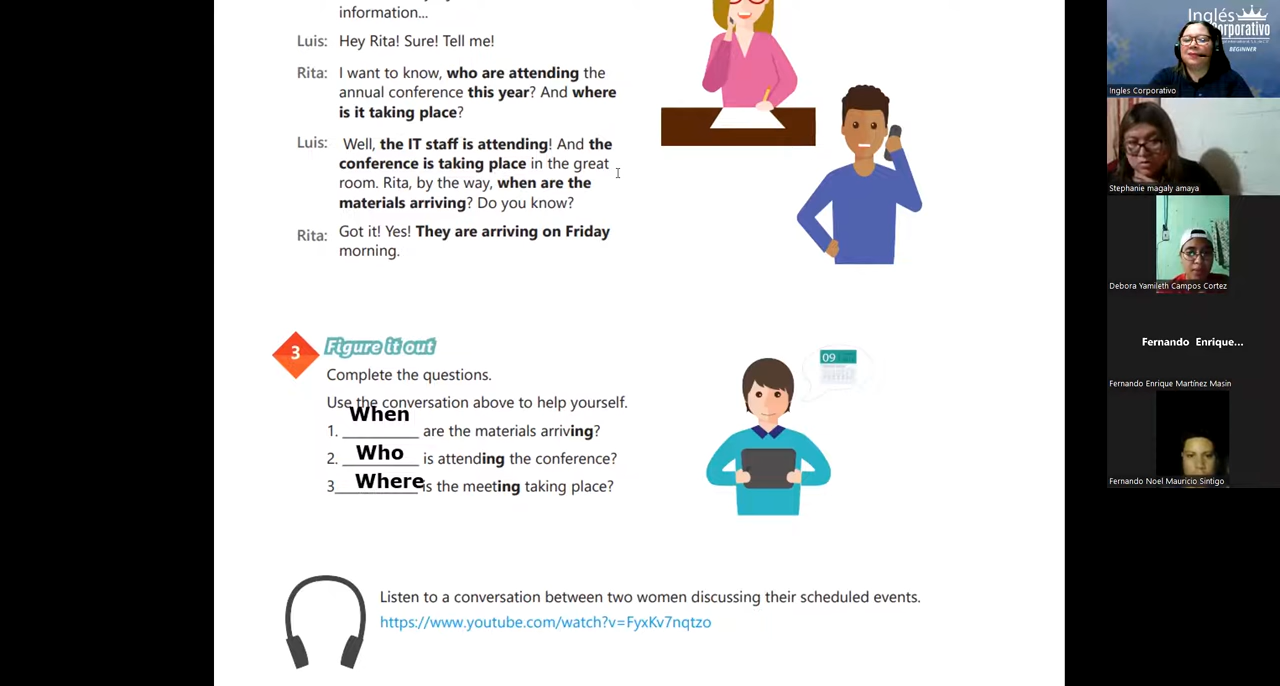 information...
Luis: Hey Rita! Sure! Tell me!
Rita: I want to know, who are attending the
annual conference this year? And where
is it taking place?
Luis: Well, the IT staff is attending! And the
conference is taking place in the great
room. Rita, by the way, when are the
materials arriving? Do you know?
Rita: Got it! Yes! They are arriving on Friday
morning.
3 Figure it out
Complete the questions.
Use the conversation above to help yourself.
1. When are the materials arriving?
2. Who is attending the conference?
3 Where is the meeting taking place?
09
Listen to a conversation between two women discussing their scheduled events.
https://www.youtube.com/watch?v=FyxKv7nqtzo
Inglés
Corporativo
BEGINNER
Ingles Corporativo
Stephanie magaly amaya
Debora Yamileth Campos Cortez
Fernando Enrique...
Fernando Enrique Martínez Masin
Fernando Noel Mauricio Sintigo